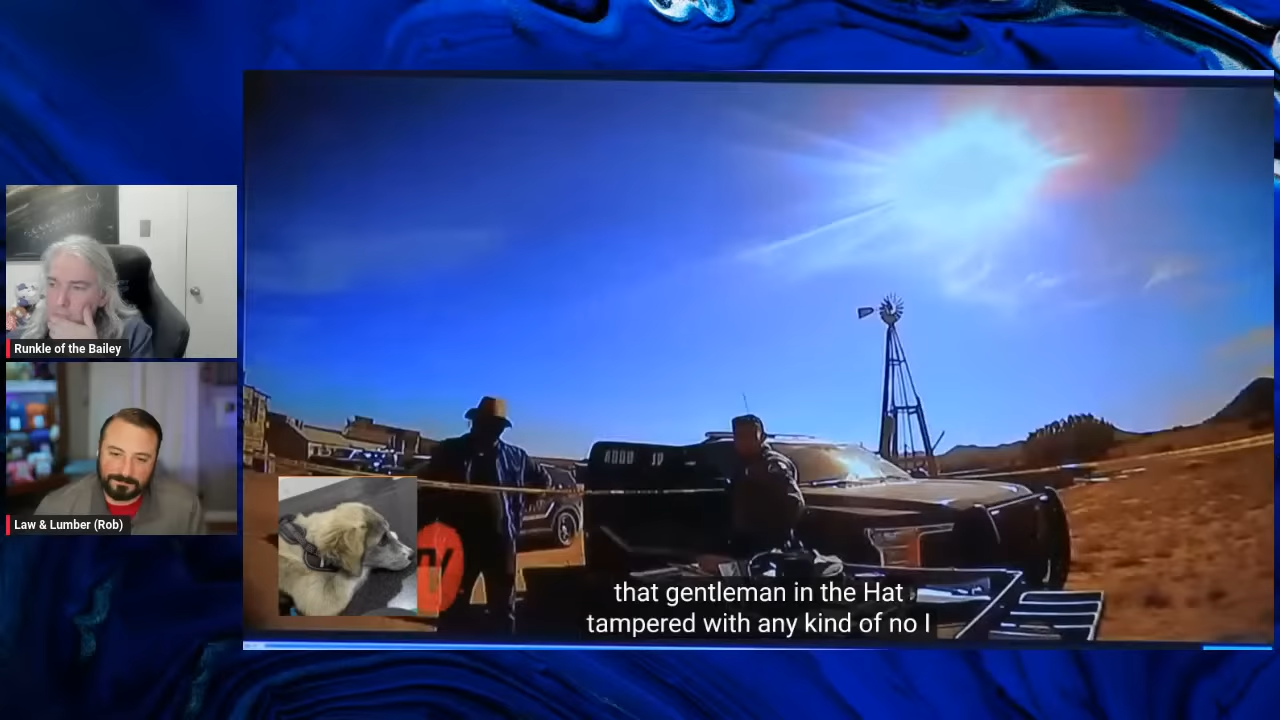 Runkle of the Bailey
Law & Lumber (Rob)
that gentleman in the Hat
tampered with any kind of no I